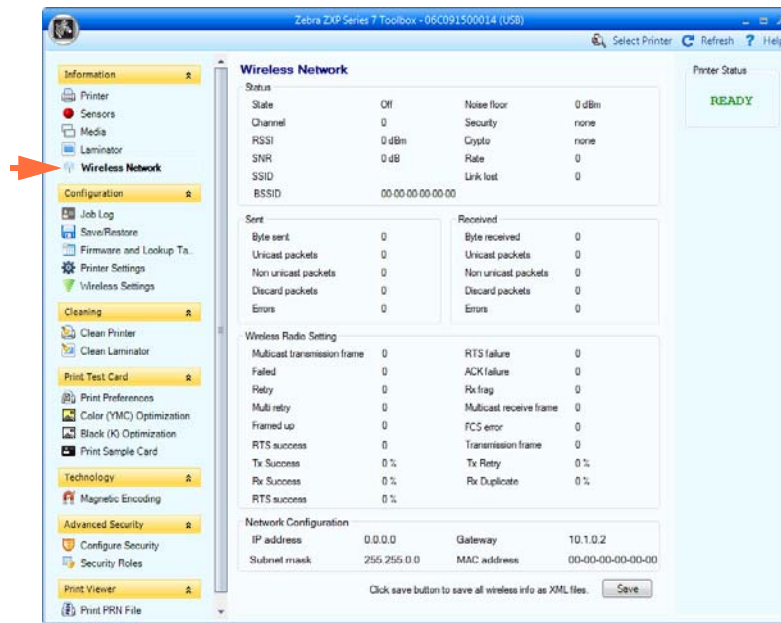 Zebra ZXP Series 7 Toolbox - 06C091500014 (USB)
Select Printer Refresh ? Help
Information
Printer
Sensors
Media
Laminator
Wireless Network
Configuration
Job Log
Save/Restore
Firmware and Lookup Ta..
Printer Settings
Wireless Settings
Cleaning
Clean Printer
Clean Laminator
Print Test Card
Print Preferences
Color (YMC) Optimization
Black (K) Optimization
Print Sample Card
Technology
Magnetic Encoding
Advanced Security
Configure Security
Security Roles
Print Viewer
Print PRN File
Wireless Network
Status
State Off Noise floor 0 dBm
Channel 0 Security none
RSSI 0 dBm Crypto none
SNR 0 dB Rate 0
SSID Link lost 0
BSSID 00-00-00-00-00-00
Sent
Byte sent 0
Unicast packets 0
Non unicast packets 0
Discard packets 0
Errors 0
Received
Byte received 0
Unicast packets 0
Non unicast packets 0
Discard packets 0
Errors 0
Wireless Radio Setting
Multicast transmission frame 0 RTS failure 0
Failed 0 ACK failure 0
Retry 0 Rx frag 0
Multi retry 0 Multicast receive frame 0
Framed up 0 FCS error 0
RTS success 0 Transmission frame 0
Tx Success 0 % Tx Retry 0 %
Rx Success 0 % Rx Duplicate 0 %
RTS success 0 %
Network Configuration
IP address 0.0.0.0 Gateway 10.1.0.2
Subnet mask 255.255.0.0 MAC address 00-00-00-00-00-00
Click save button to save all wireless info as XML files. Save
Printer Status
READY